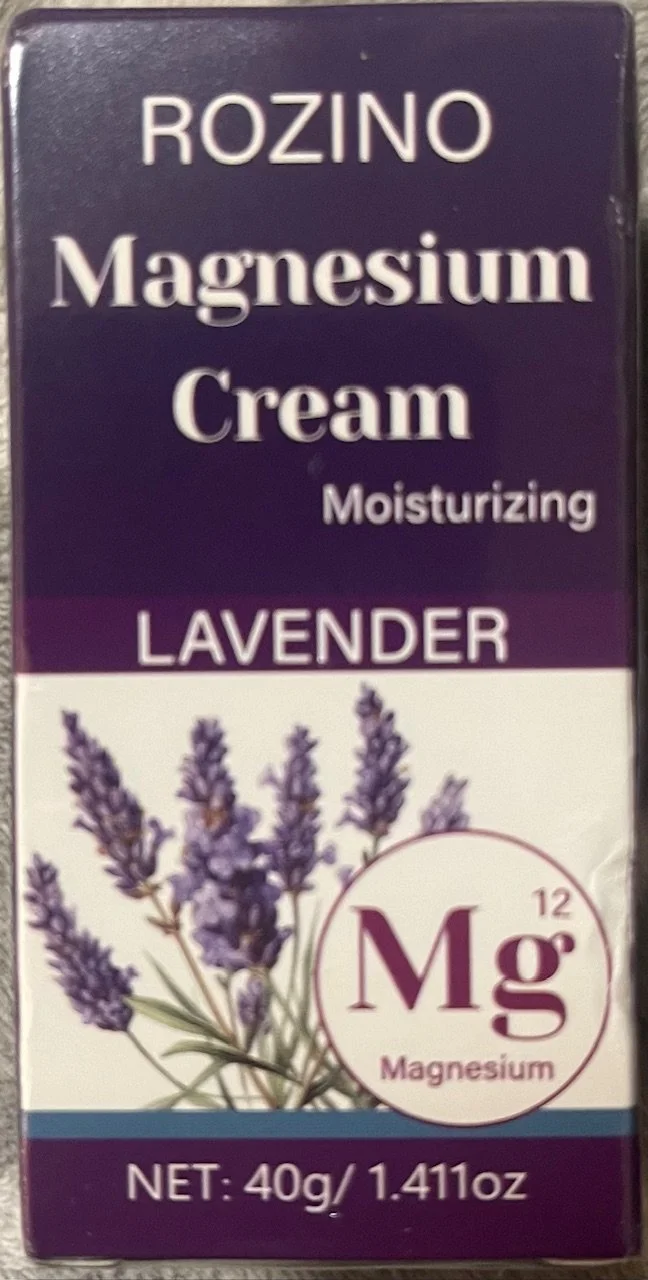 ROZINO
Magnesium
Cream
Moisturizing
LAVENDER
12
Mg
Magnesium
NET: 40g/ 1.411oz